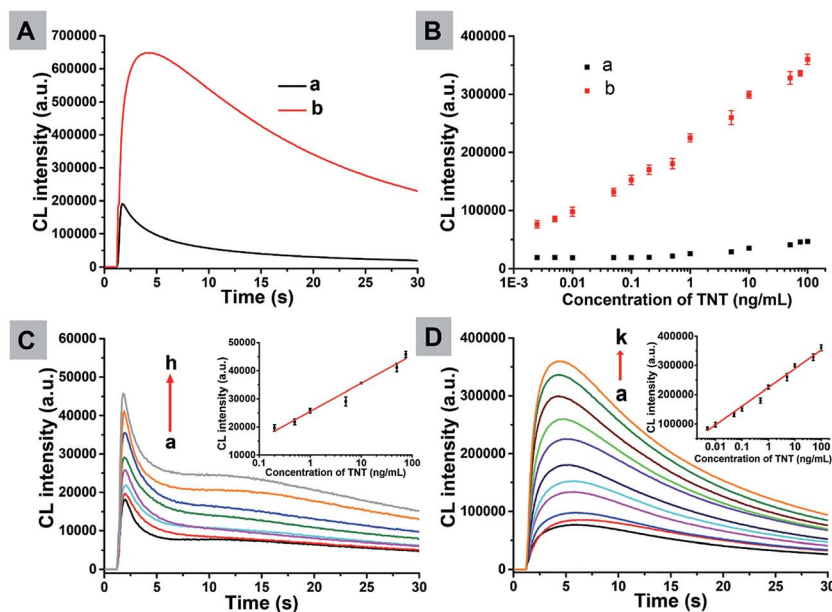 A
CL intensity (a.u.)
700000
600000
500000
400000
300000
200000
100000
0
a
b
0 5 10 15 20 25 30
Time (s)
B
CL intensity (a.u.)
400000
300000
200000
100000
0
a
b
1E-3 0.01 0.1 1 10 100
Concentration of TNT (ng/mL)
C
CL intensity (a.u.)
60000
50000
40000
30000
20000
10000
0
h
a
CL intensity (a.u.)
50000
40000
30000
20000
10000
0.1 1 10 100
Concentration of TNT (ng/mL)
0 5 10 15 20 25 30
Time (s)
D
CL intensity (a.u.)
400000
300000
200000
100000
0
k
a
CL intensity (a.u.)
400000
300000
200000
100000
0.01 0.1 1 10 100
Concentration of TNT (ng/mL)
0 5 10 15 20 25 30
Time (s)